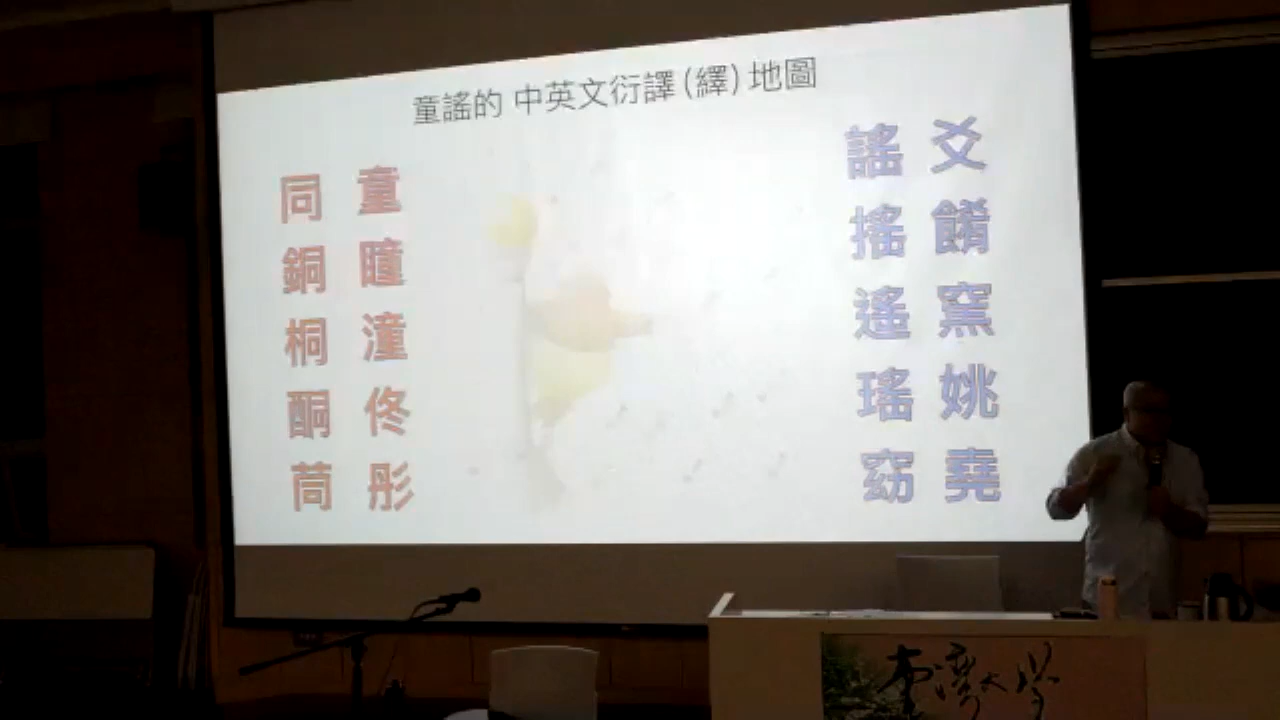 童謠的 中英文衍譯(繹)地圖
同 童
銅 瞳
桐 潼
酮 佟
茼 彤
謠 爻
搖 餚
遙 窯
瑤 姚
窈 堯
臺灣大學